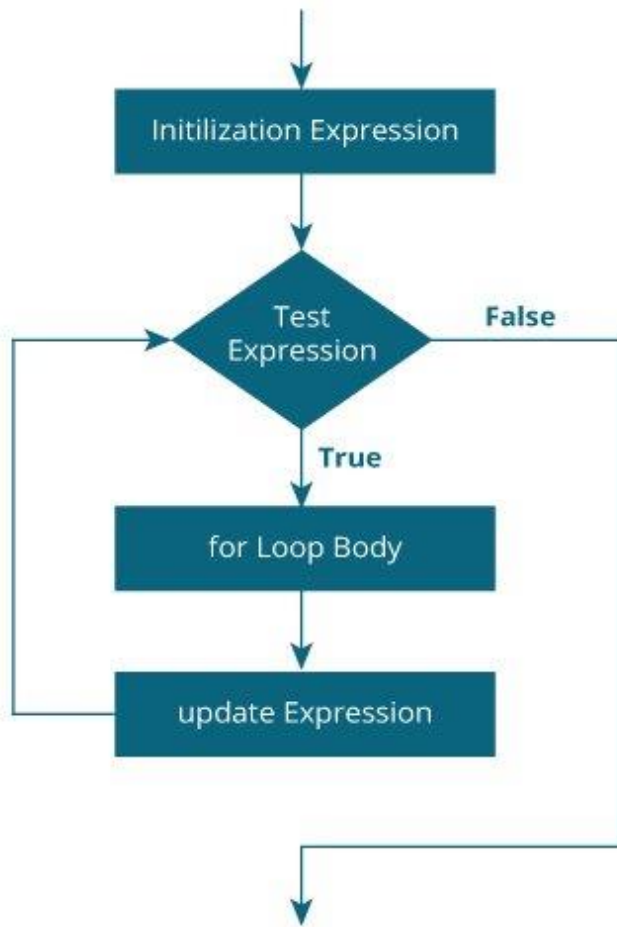 Initilization Expression
Test
Expression
False
True
for Loop Body
update Expression